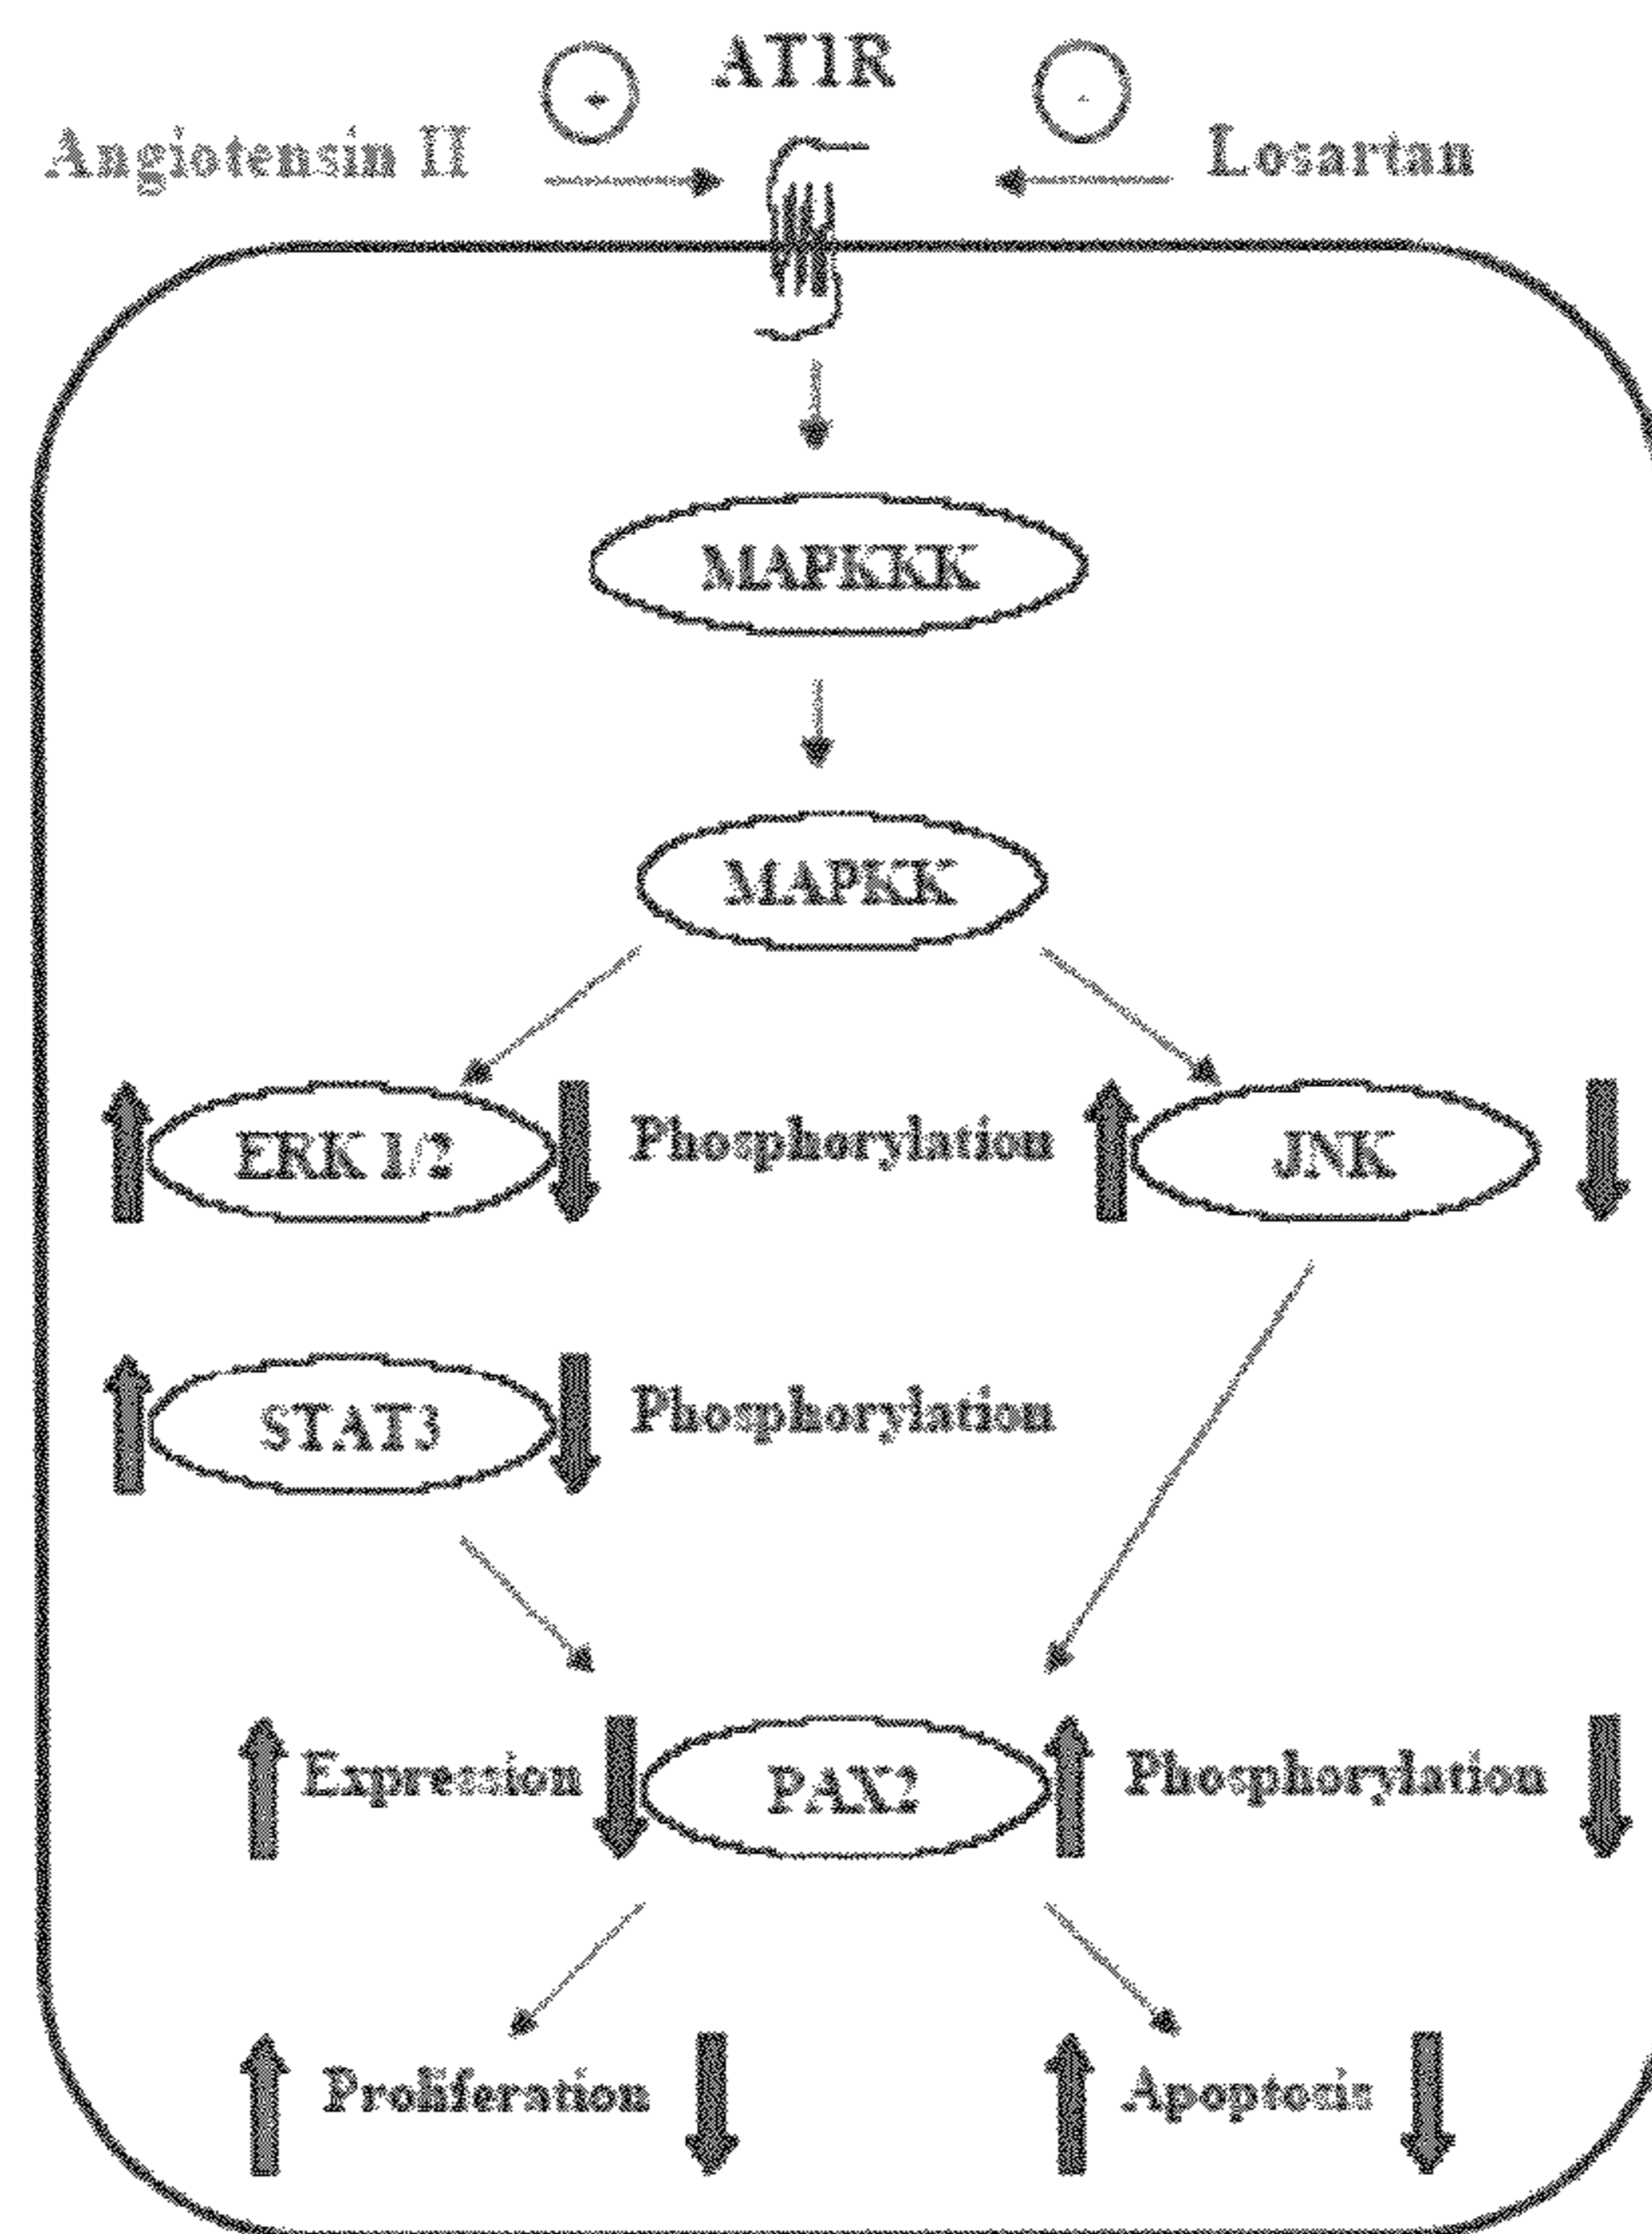 AT1R
+
-
Angiotensin II
Losartan
MAPKKK
MAPKK
ERK 1/2
Phosphorylation
JNK
STAT3
Phosphorylation
Expression
PAX2
Phosphorylation
Proliferation
Apoptosis